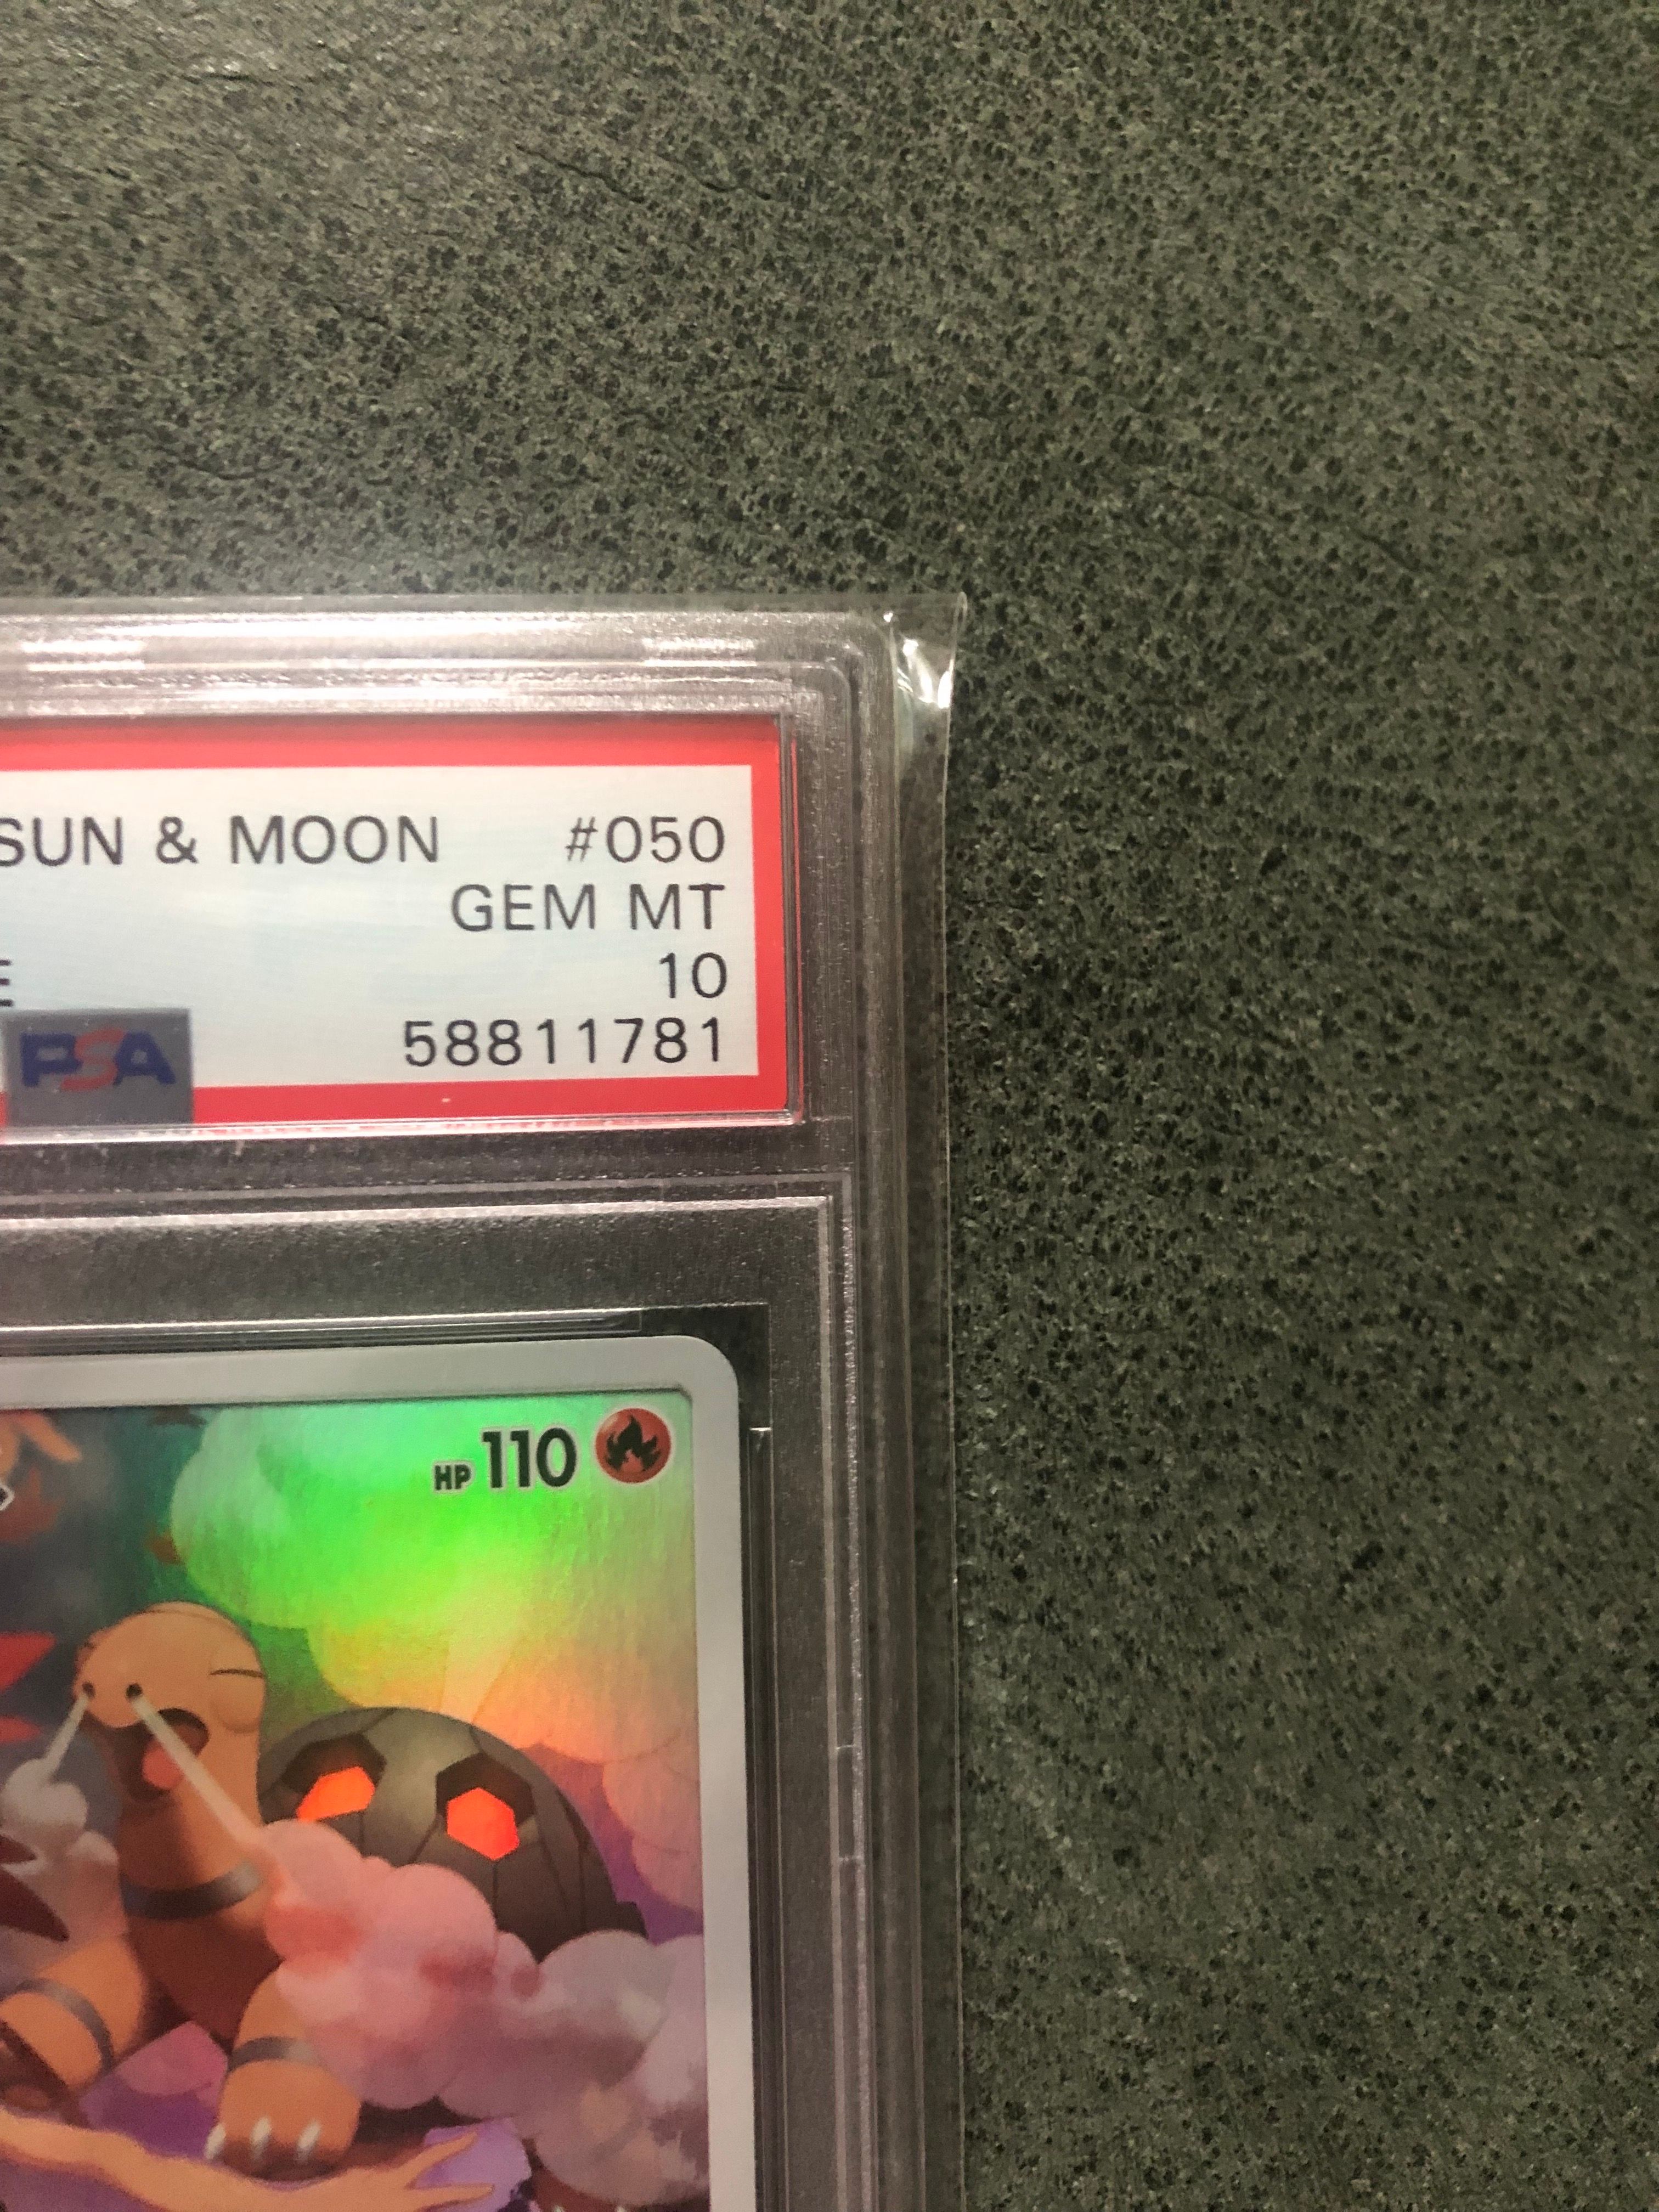 SUN & MOON #050
GEM MT
10
PSA 58811781
HP 110